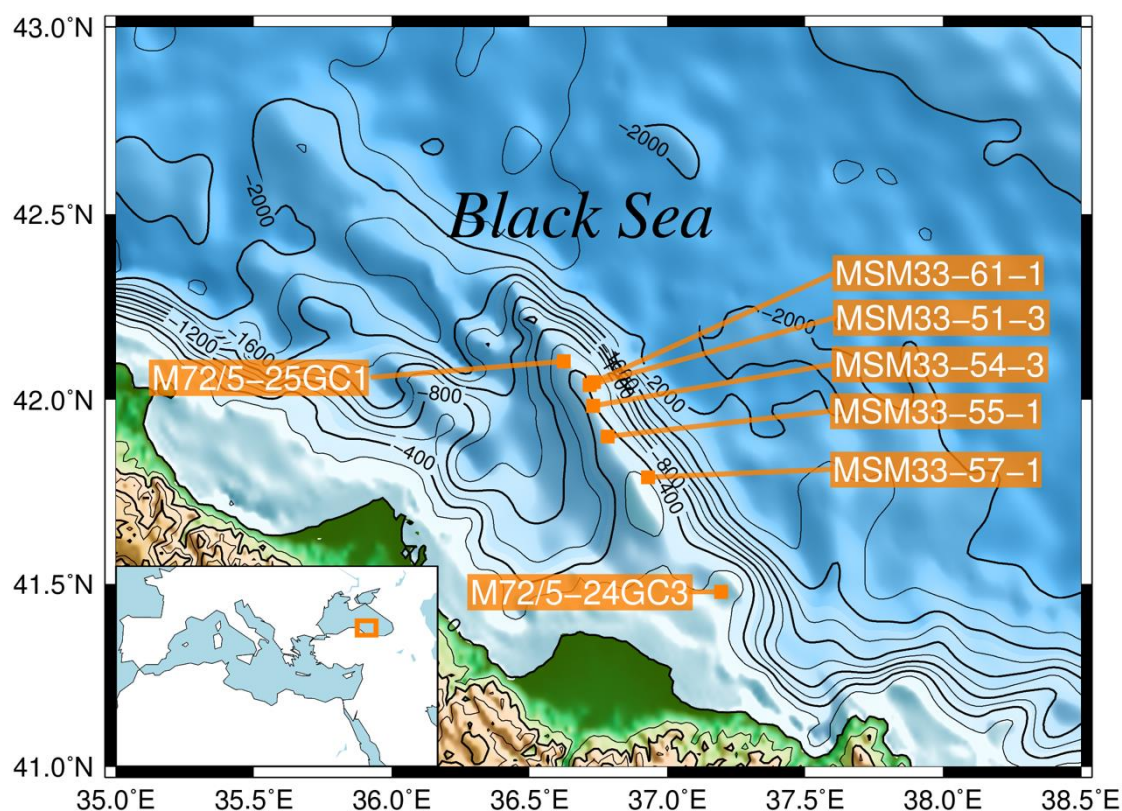 43.0°N
42.5°N
42.0°N
41.5°N
41.0°N
35.0°E
35.5°E
36.0°E
36.5°E
37.0°E
37.5°E
38.0°E
38.5°E
Black Sea
MSM33-61-1
MSM33-51-3
MSM33-54-3
MSM33-55-1
MSM33-57-1
M72/5-25GC1
M72/5-24GC3
-2000
-2000
-2000
-2000
-2000
-1200
-1600
-800
-400
-800
-400
0